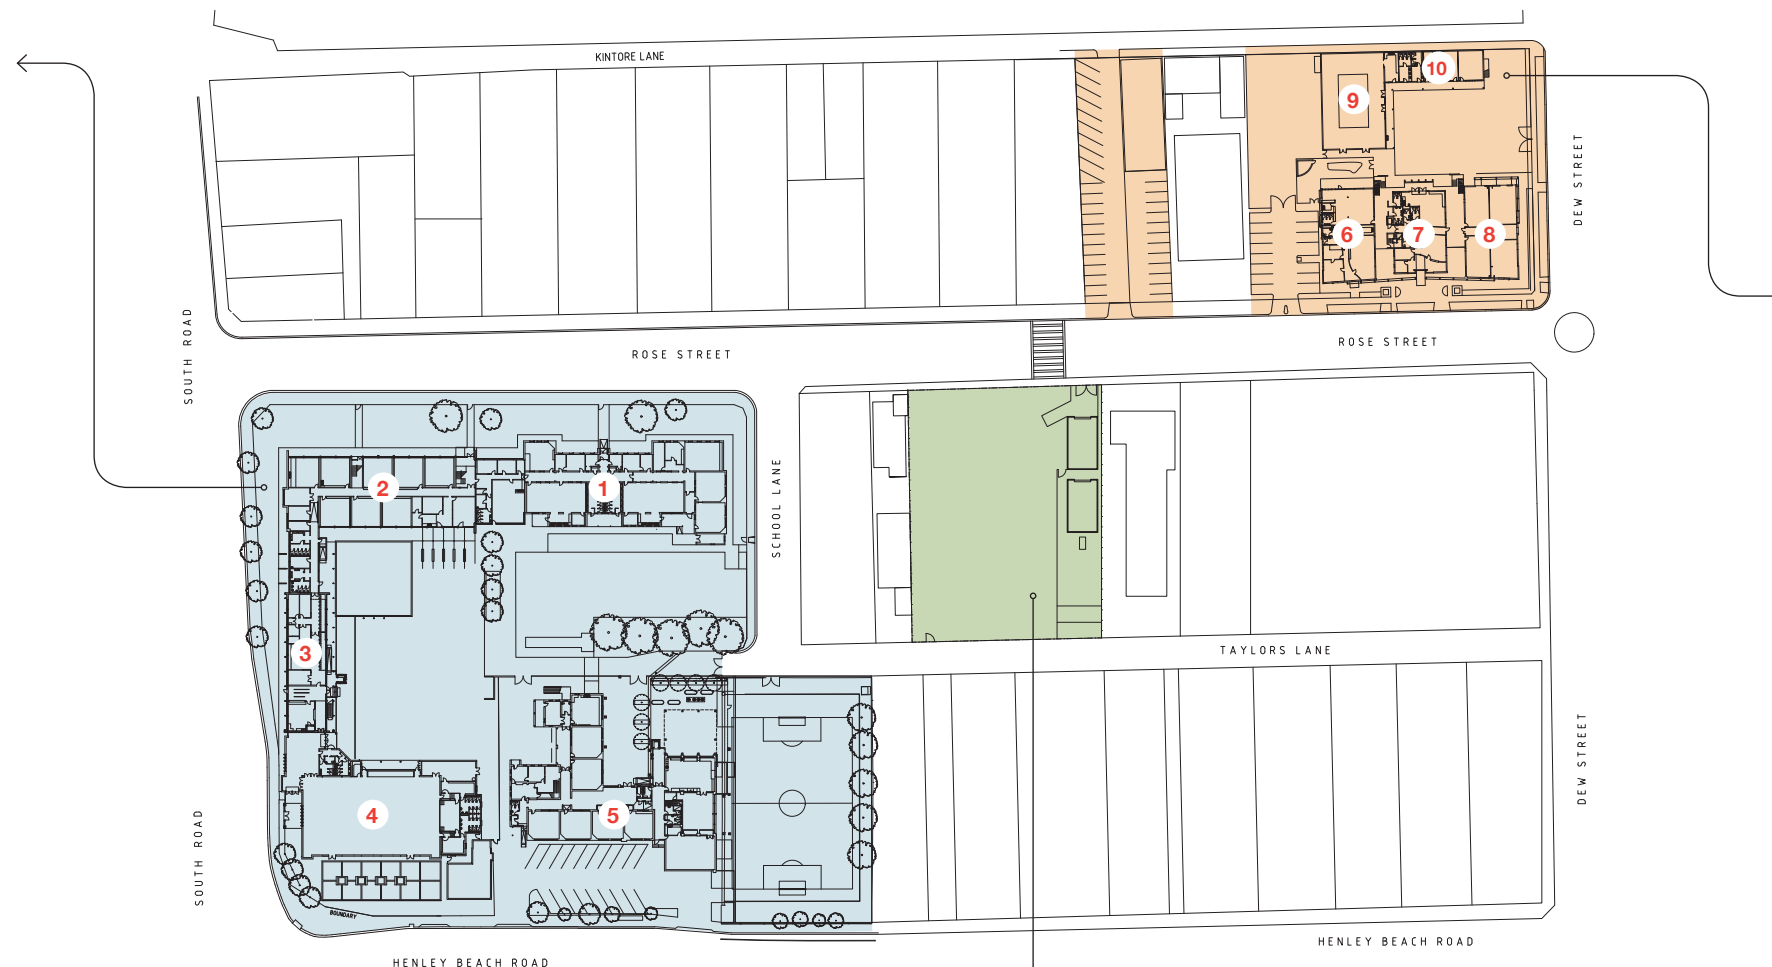 KINTORE LANE
10
9
DEW STREET
6
7
8
SOUTH ROAD
ROSE STREET
ROSE STREET
2
1
SCHOOL LANE
3
TAYLORS LANE
DEW STREET
4
5
SOUTH ROAD
BOUNDARY
HENLEY BEACH ROAD
HENLEY BEACH ROAD